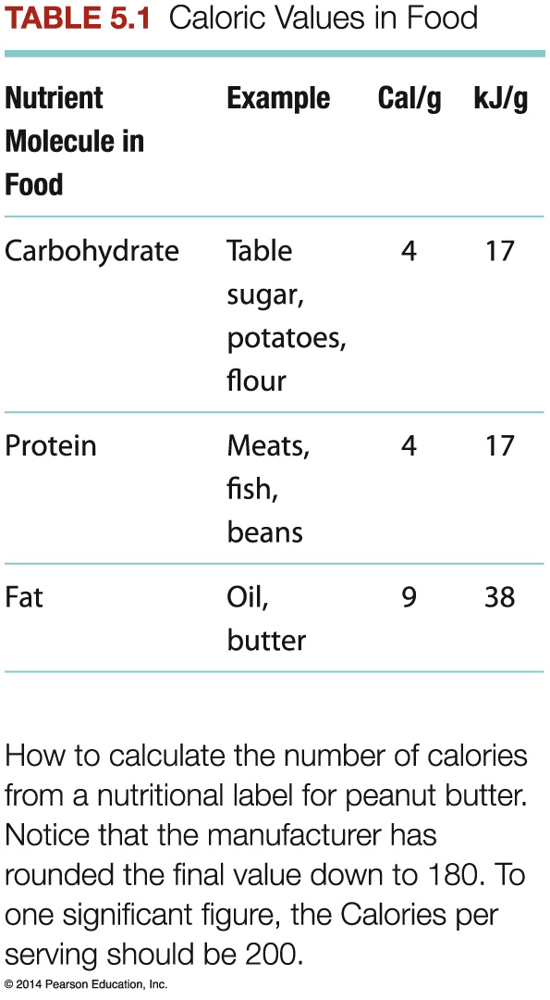 TABLE 5.1 Caloric Values in Food
Nutrient Example Cal/g kJ/g
Molecule in
Food
Carbohydrate Table 4 17
sugar,
potatoes,
flour
Protein Meats, 4 17
fish,
beans
Fat Oil, 9 38
butter
How to calculate the number of calories
from a nutritional label for peanut butter.
Notice that the manufacturer has
rounded the final value down to 180. To
one significant figure, the Calories per
serving should be 200.
© 2014 Pearson Education, Inc.